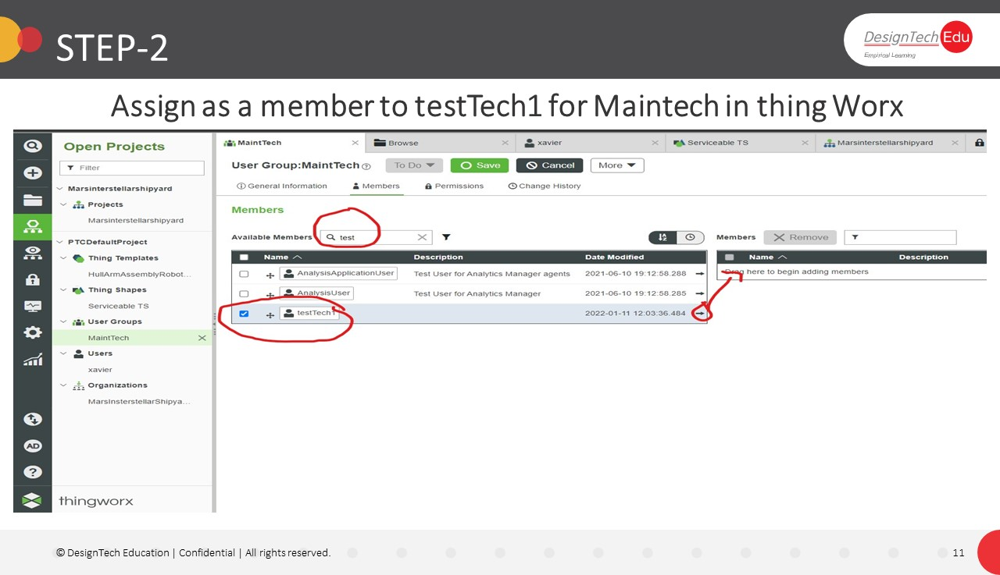 STEP-2
DesignTech Edu
Empirical Learning
Assign as a member to testTech1 for Maintech in thing Worx
Open Projects
Filter
Marsinterstellarshipyard
Projects
Marsinterstellarshipyard
PTCDefaultProject
Thing Templates
HullArmAssemblyRobot...
Thing Shapes
Serviceable TS
User Groups
MaintTech
Users
xavier
Organizations
MarsInsterstellarShipya...
AD
?
thingworx
MaintTech Browse xavier Serviceable TS Marsinterstellarshipyard
User Group:MaintTech ? To Do Save Cancel More
General Information Members Permissions Change History
Members
Available Members test
Members Remove
Name Description Date Modified
Name Description
AnalysisApplicationUser Test User for Analytics Manager agents 2021-06-10 19:12:58.288
Drag here to begin adding members
AnalysisUser Test User for Analytics Manager 2021-06-10 19:12:58.285
testTech1 2022-01-11 12:03:36.484
© DesignTech Education | Confidential | All rights reserved.
11